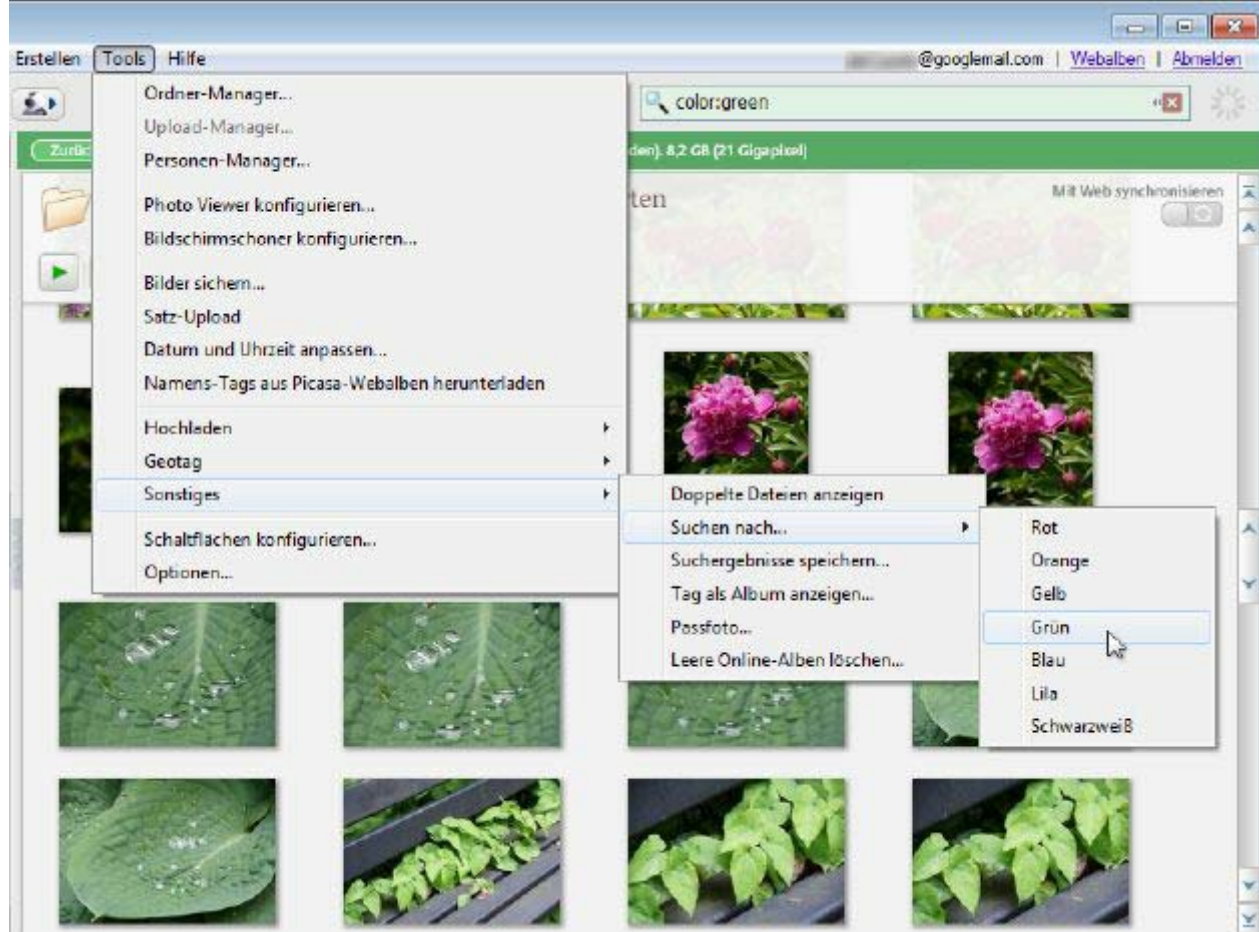 Erstellen Tools Hilfe
@googlemail.com | Webalben | Abmelden
color:green
Zurüc
den). 8,2 GB (21 Gigapixel)
ten
Mit Web synchronisieren
Ordner-Manager...
Upload-Manager...
Personen-Manager...
Photo Viewer konfigurieren...
Bildschirmschoner konfigurieren...
Bilder sichern...
Satz-Upload
Datum und Uhrzeit anpassen...
Namens-Tags aus Picasa-Webalben herunterladen
Hochladen
Geotag
Sonstiges
Schaltflächen konfigurieren...
Optionen...
Doppelte Dateien anzeigen
Suchen nach...
Suchergebnisse speichern...
Tag als Album anzeigen...
Passfoto...
Leere Online-Alben löschen...
Rot
Orange
Gelb
Grün
Blau
Lila
Schwarzweiß